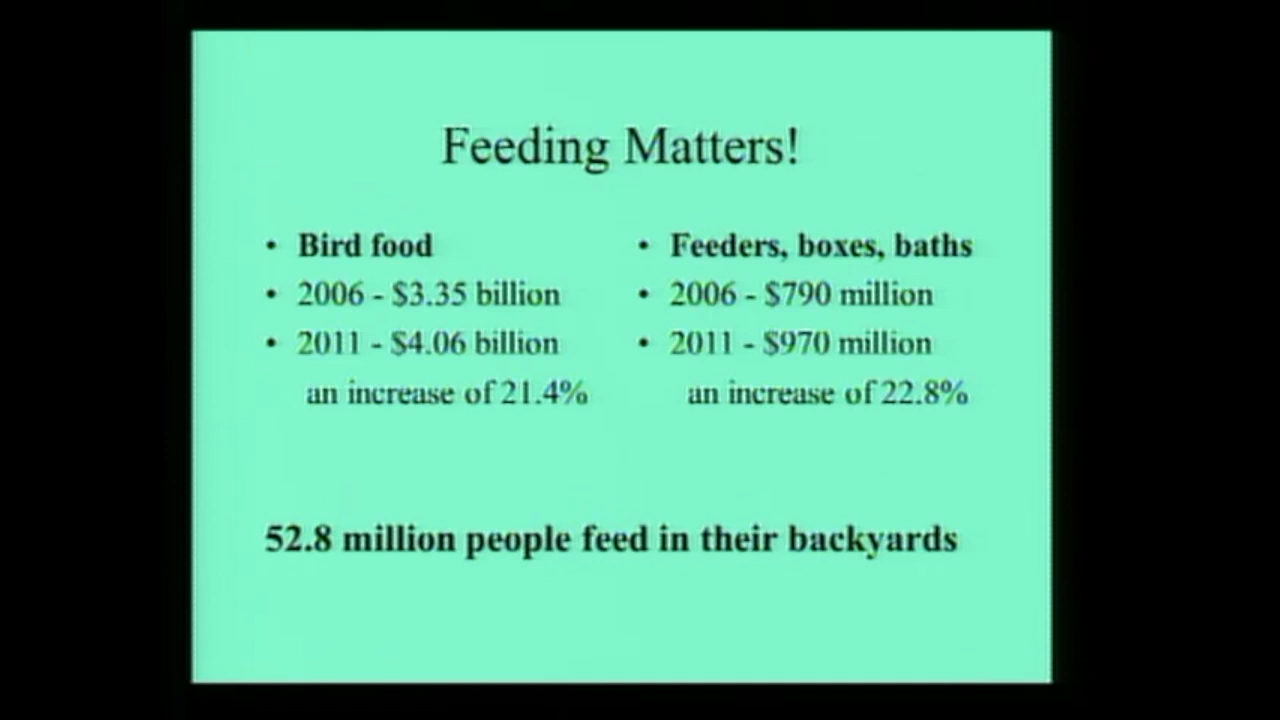 Feeding Matters!
• Bird food
• 2006 - $3.35 billion
• 2011 - $4.06 billion
an increase of 21.4%
• Feeders, boxes, baths
• 2006 - $790 million
• 2011 - $970 million
an increase of 22.8%
52.8 million people feed in their backyards